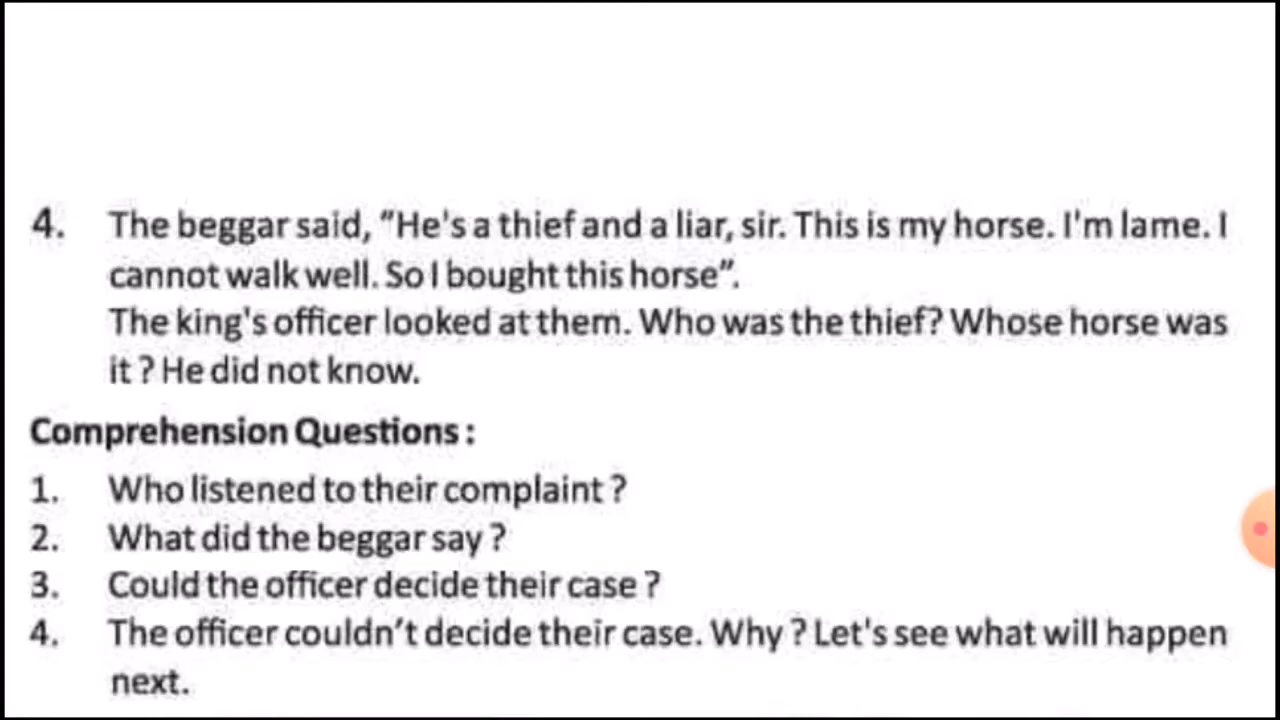 4. The beggar said, "He's a thief and a liar, sir. This is my horse. I'm lame. I
cannot walk well. So I bought this horse".
The king's officer looked at them. Who was the thief? Whose horse was
it ? He did not know.
Comprehension Questions :
1. Who listened to their complaint ?
2. What did the beggar say ?
3. Could the officer decide their case ?
4. The officer couldn't decide their case. Why ? Let's see what will happen
next.